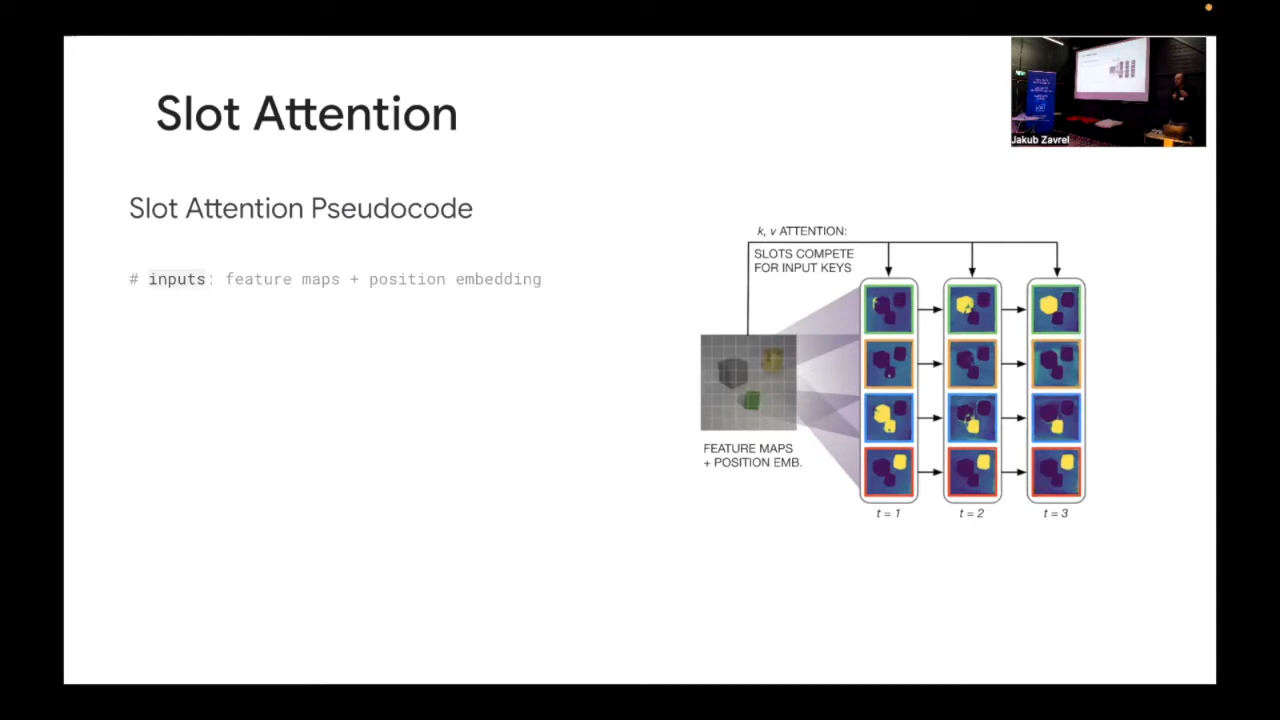 Slot Attention
Jakub Zavrel
Slot Attention Pseudocode
# inputs: feature maps + position embedding
k, v ATTENTION:
SLOTS COMPETE
FOR INPUT KEYS
FEATURE MAPS
+ POSITION EMB.
t = 1
t = 2
t = 3